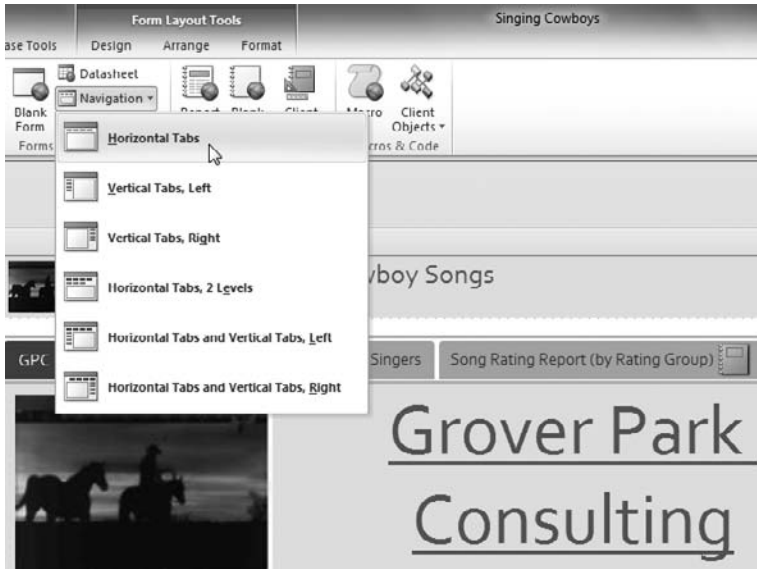 Form Layout Tools
Singing Cowboys
ase Tools Design Arrange Format
Datasheet
Navigation
Blank Form
Macro Client Objects
Forms
cros & Code
Horizontal Tabs
Vertical Tabs, Left
Vertical Tabs, Right
Horizontal Tabs, 2 Levels
Horizontal Tabs and Vertical Tabs, Left
Horizontal Tabs and Vertical Tabs, Right
wboy Songs
GPC
Singers
Song Rating Report (by Rating Group)
Grover Park
Consulting